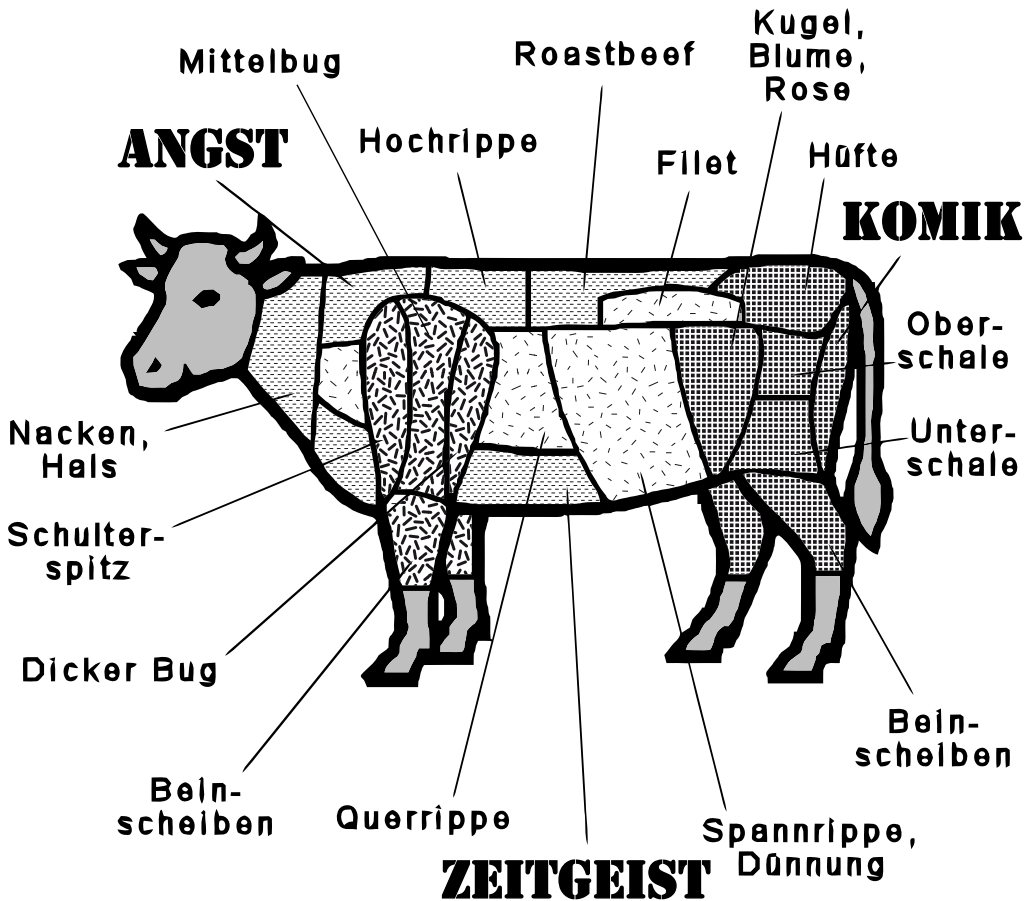 Kugel,
Blume,
Rose
Roastbeef
Mittelbug
ANGST
Hochrippe
Filet
Hüfte
KOMIK
Ober-
schale
Nacken,
Hals
Unter-
schale
Schulter-
spitz
Dicker Bug
Bein-
scheiben
Bein-
scheiben
Querrippe
Spannrippe,
Dünnung
ZEITGEIST